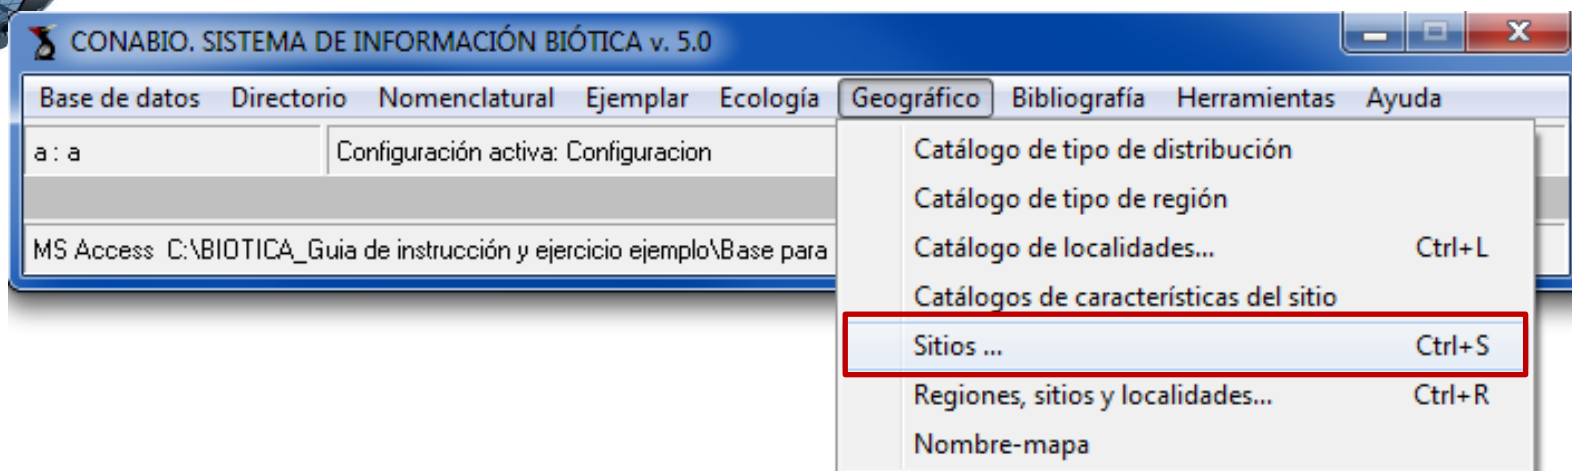 CONABIO. SISTEMA DE INFORMACIÓN BIÓTICA v. 5.0
Base de datos Directorio Nomenclatural Ejemplar Ecología Geográfico Bibliografía Herramientas Ayuda
a : a Configuración activa: Configuracion
MS Access C:\BIOTICA_Guia de instrucción y ejercicio ejemplo\Base para
Catálogo de tipo de distribución
Catálogo de tipo de región
Catálogo de localidades... Ctrl+L
Catálogos de características del sitio
Sitios ... Ctrl+S
Regiones, sitios y localidades... Ctrl+R
Nombre-mapa